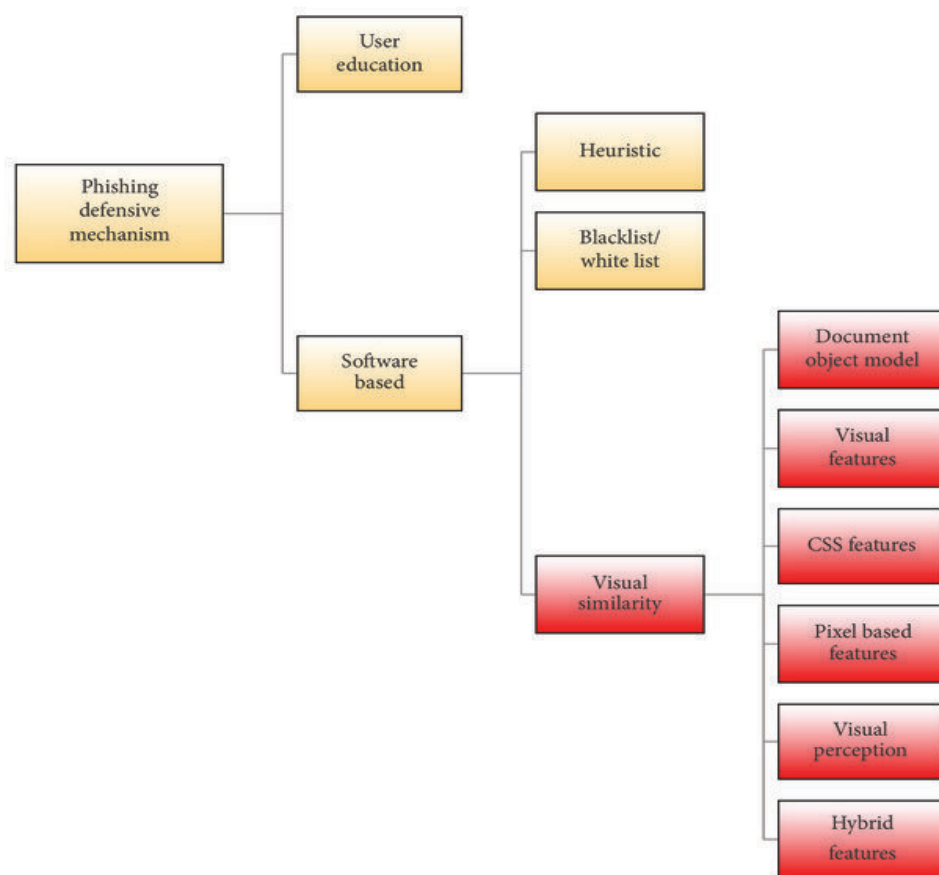 User
education
Phishing
defensive
mechanism
Heuristic
Blacklist/
white list
Software
based
Document
object model
Visual
features
CSS features
Visual
similarity
Pixel based
features
Visual
perception
Hybrid
features